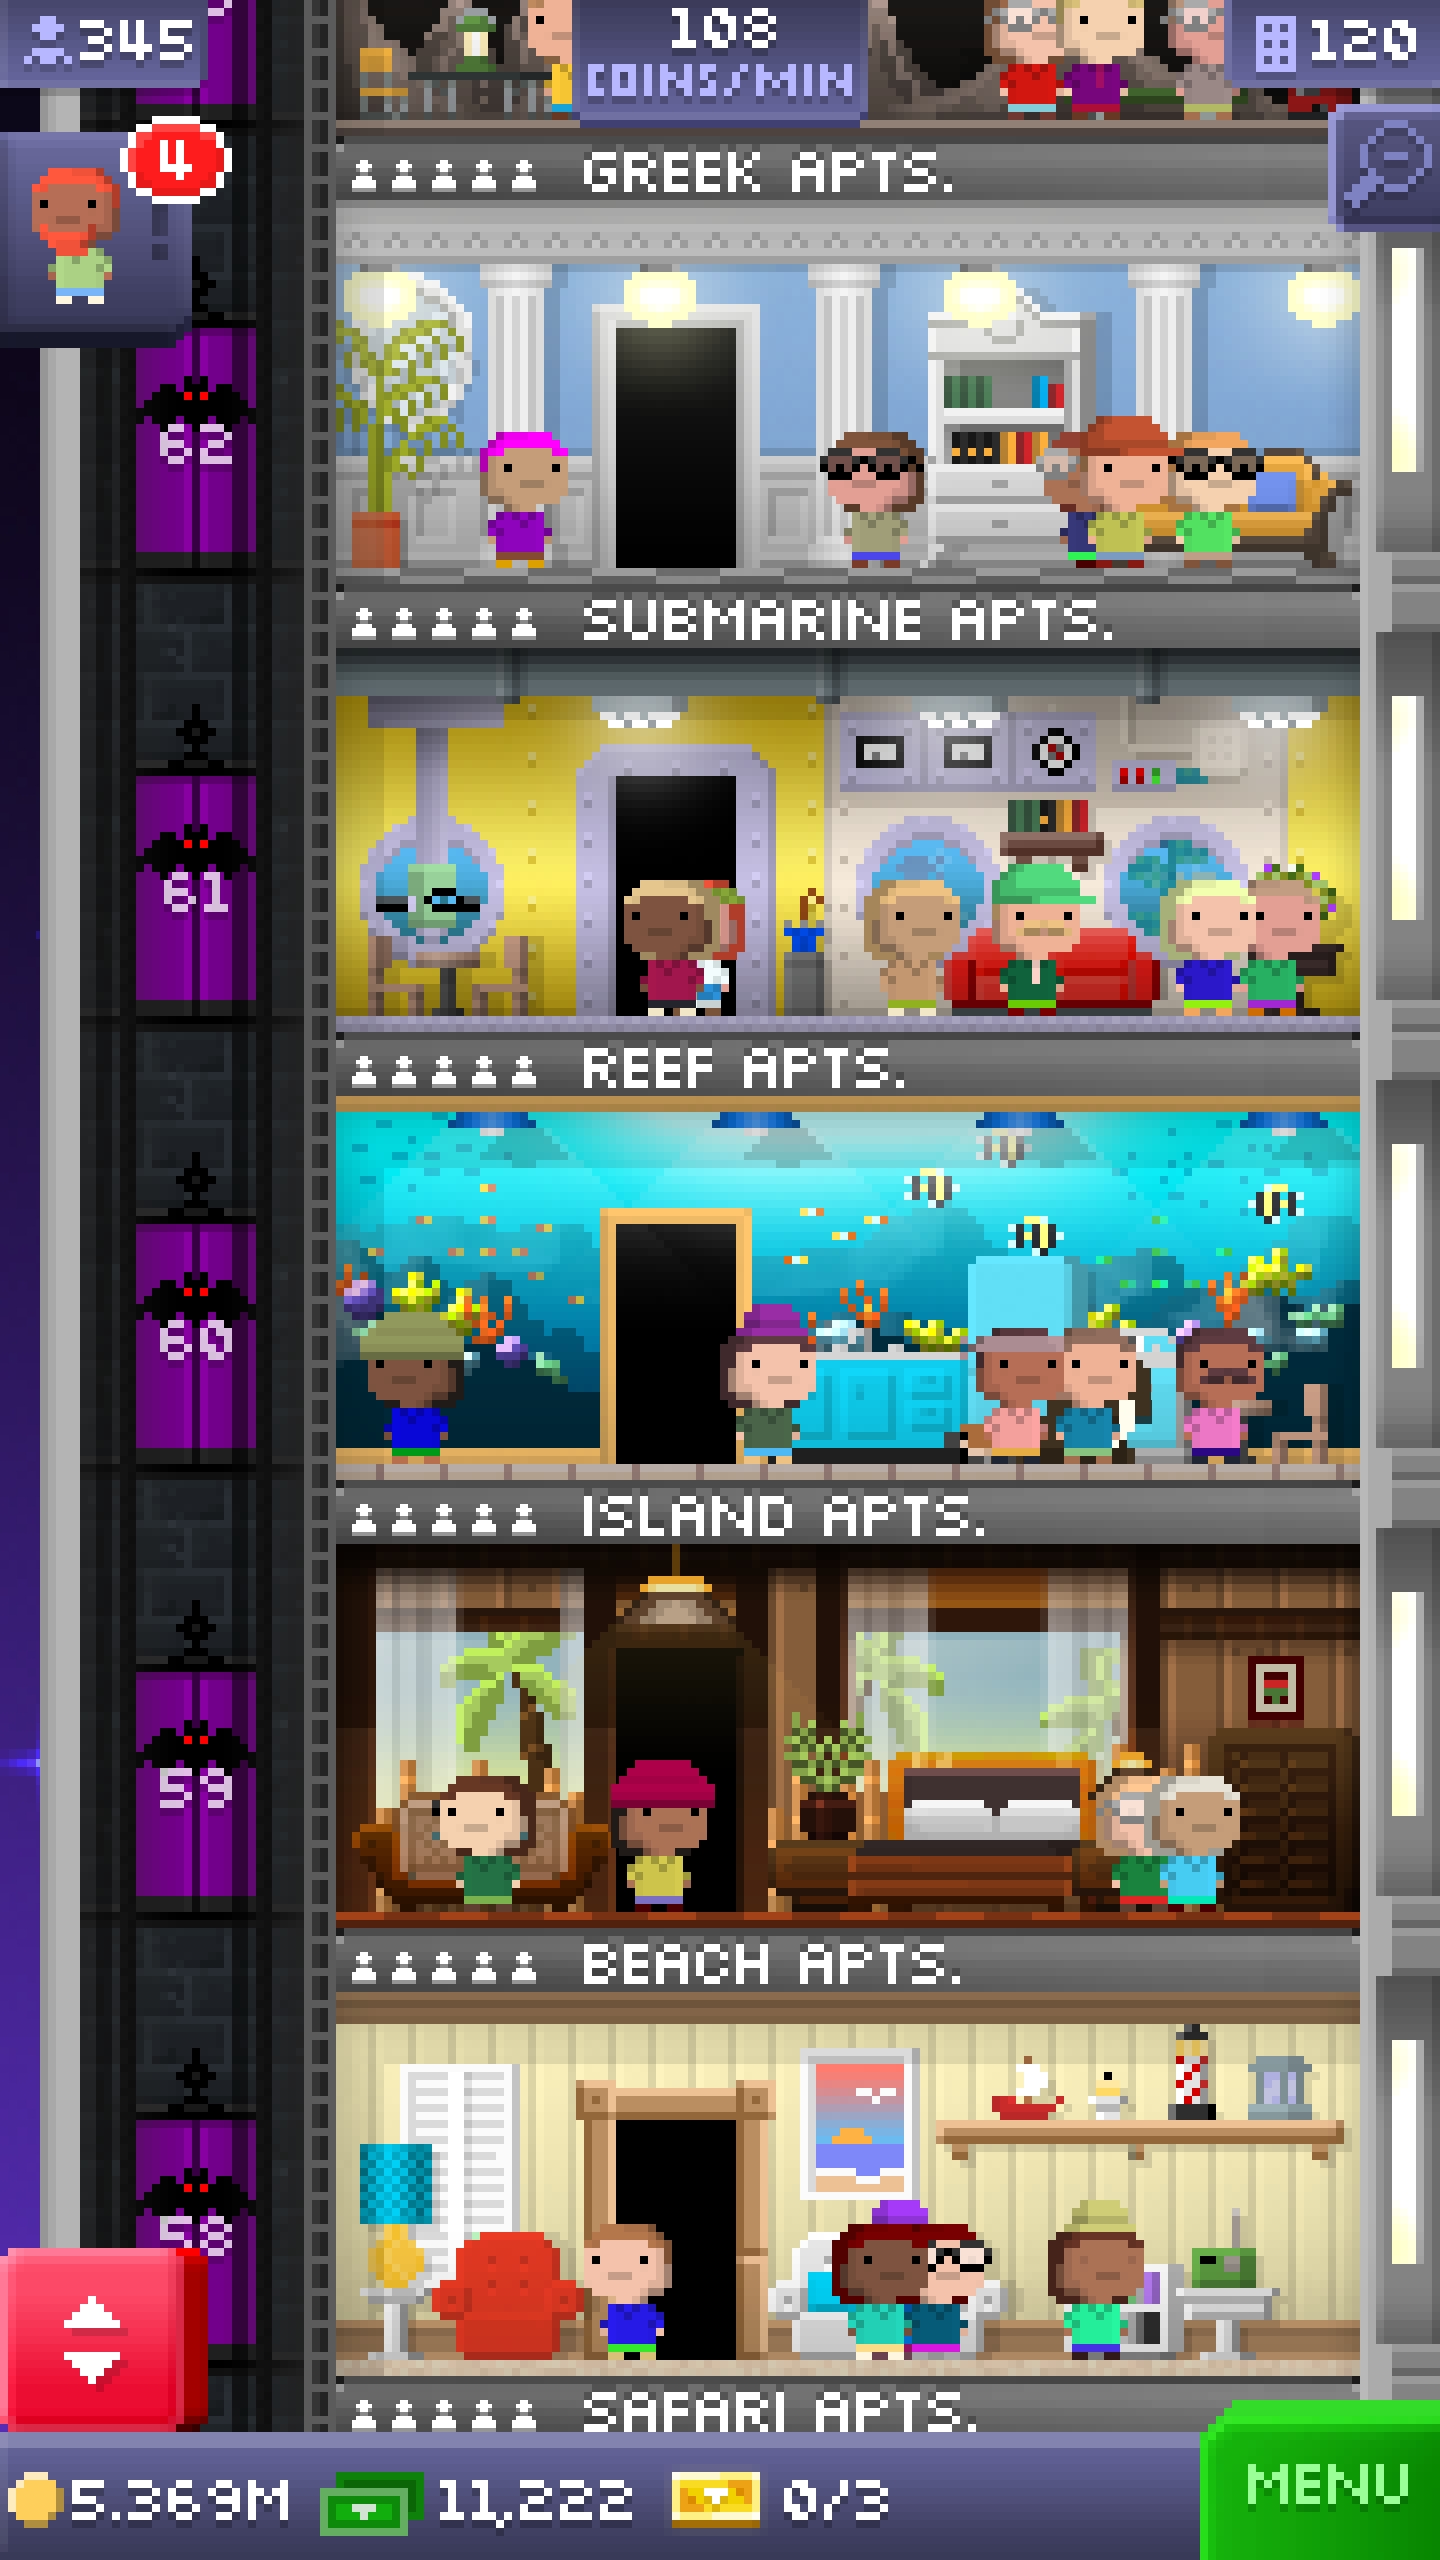 345
108
COINS/MIN
120
4
GREEK APTS.
62
SUBMARINE APTS.
61
REEF APTS.
60
ISLAND APTS.
59
BEACH APTS.
58
SAFARI APTS.
5.369M
11,222
0/3
MENU